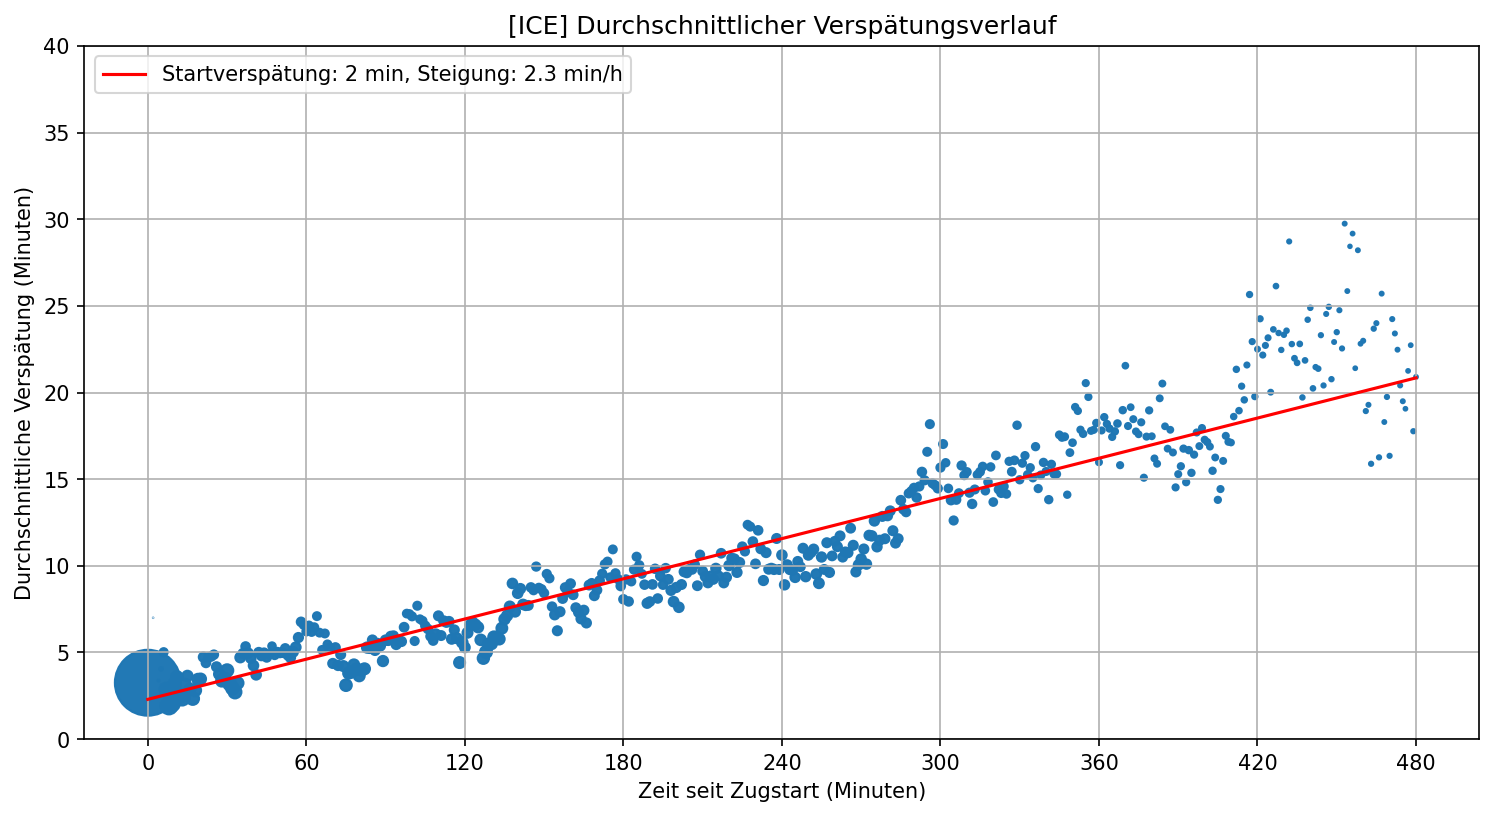 [ICE] Durchschnittlicher Verspätungsverlauf
Startverspätung: 2 min, Steigung: 2.3 min/h
Durchschnittliche Verspätung (Minuten)
40
35
30
25
20
15
10
5
0
0 60 120 180 240 300 360 420 480
Zeit seit Zugstart (Minuten)